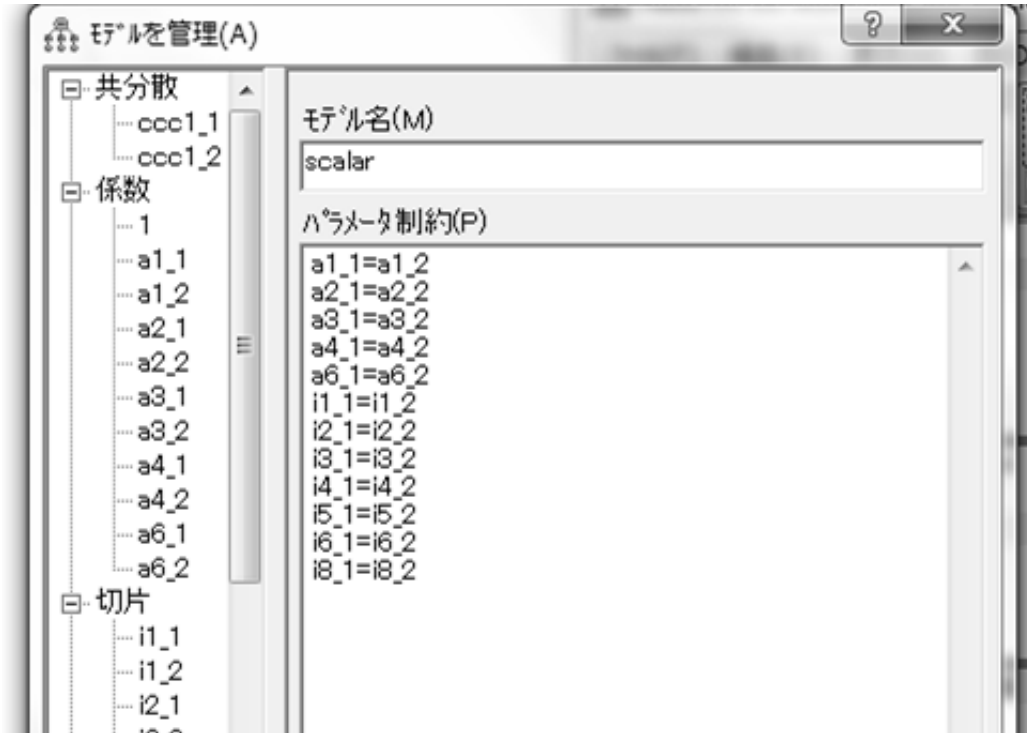 モデルを管理(A)
共分散
ccc1_1
ccc1_2
係数
1
a1_1
a1_2
a2_1
a2_2
a3_1
a3_2
a4_1
a4_2
a6_1
a6_2
切片
i1_1
i1_2
i2_1
モデル名(M)
scalar
パラメータ制約(P)
a1_1=a1_2
a2_1=a2_2
a3_1=a3_2
a4_1=a4_2
a6_1=a6_2
i1_1=i1_2
i2_1=i2_2
i3_1=i3_2
i4_1=i4_2
i5_1=i5_2
i6_1=i6_2
i8_1=i8_2